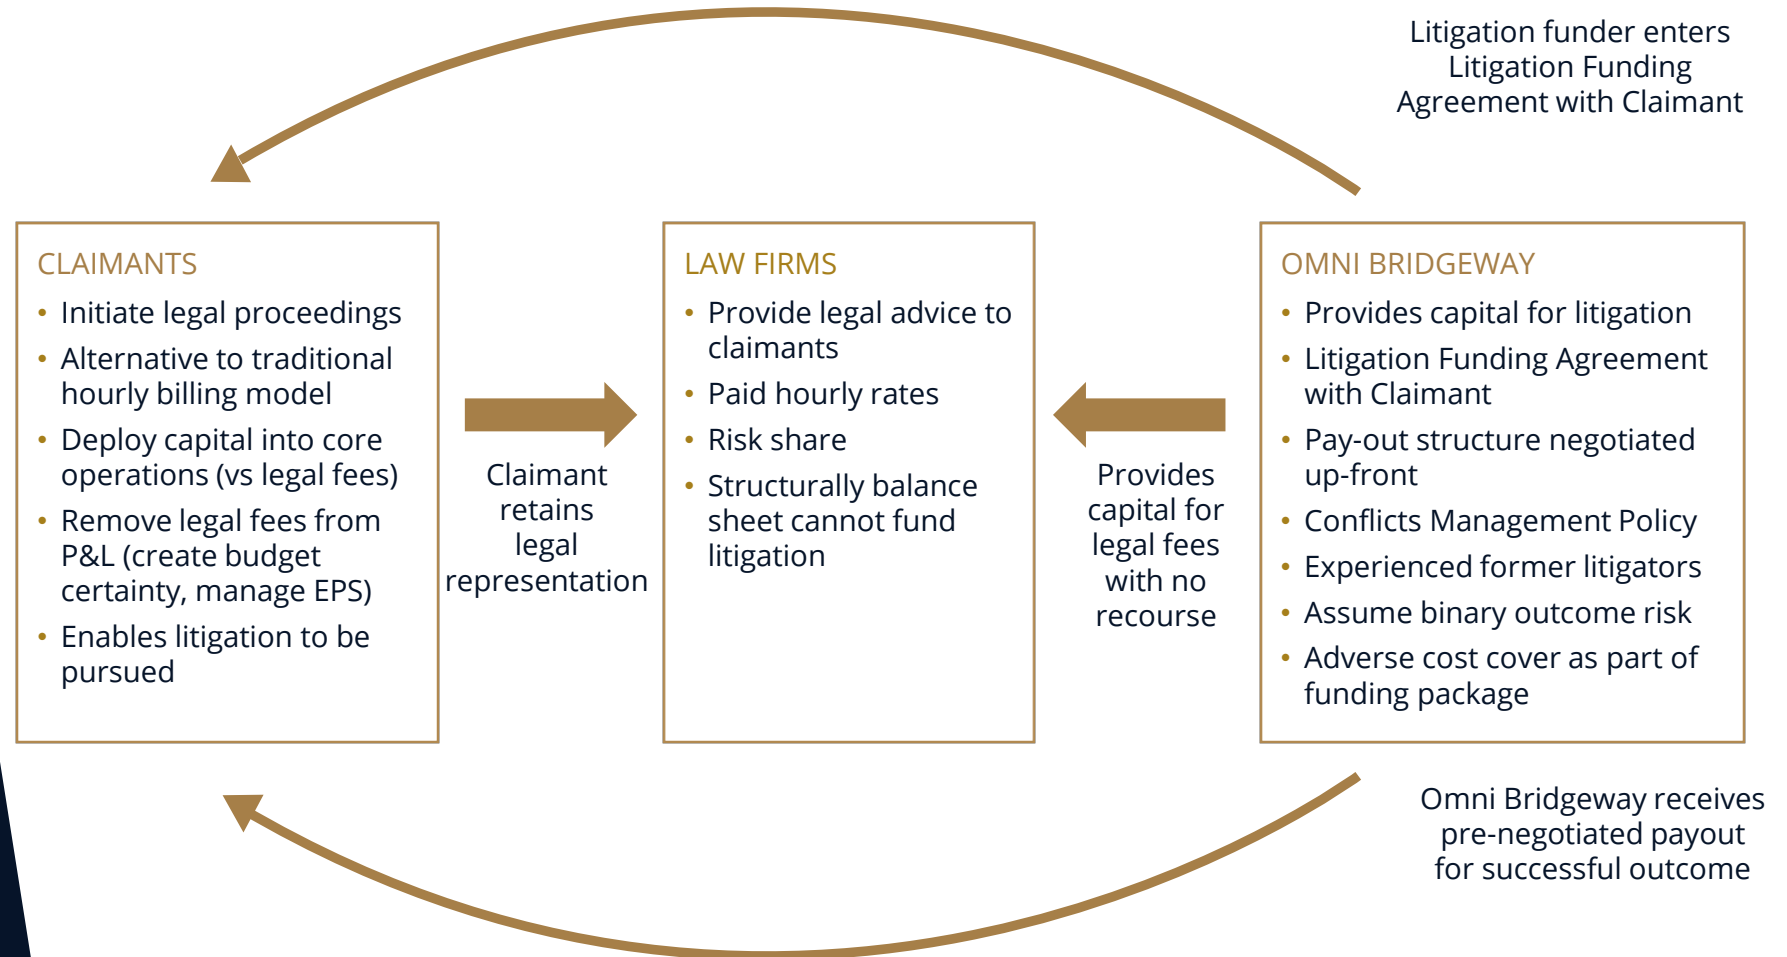 Litigation funder enters
Litigation Funding
Agreement with Claimant
CLAIMANTS
• Initiate legal proceedings
• Alternative to traditional
hourly billing model
• Deploy capital into core
operations (vs legal fees)
• Remove legal fees from
P&L (create budget
certainty, manage EPS)
• Enables litigation to be
pursued
Claimant
retains
legal
representation
LAW FIRMS
• Provide legal advice to
claimants
• Paid hourly rates
• Risk share
• Structurally balance
sheet cannot fund
litigation
Provides
capital for
legal fees
with no
recourse
OMNI BRIDGEWAY
• Provides capital for litigation
• Litigation Funding Agreement
with Claimant
• Pay-out structure negotiated
up-front
• Conflicts Management Policy
• Experienced former litigators
• Assume binary outcome risk
• Adverse cost cover as part of
funding package
Omni Bridgeway receives
pre-negotiated payout
for successful outcome